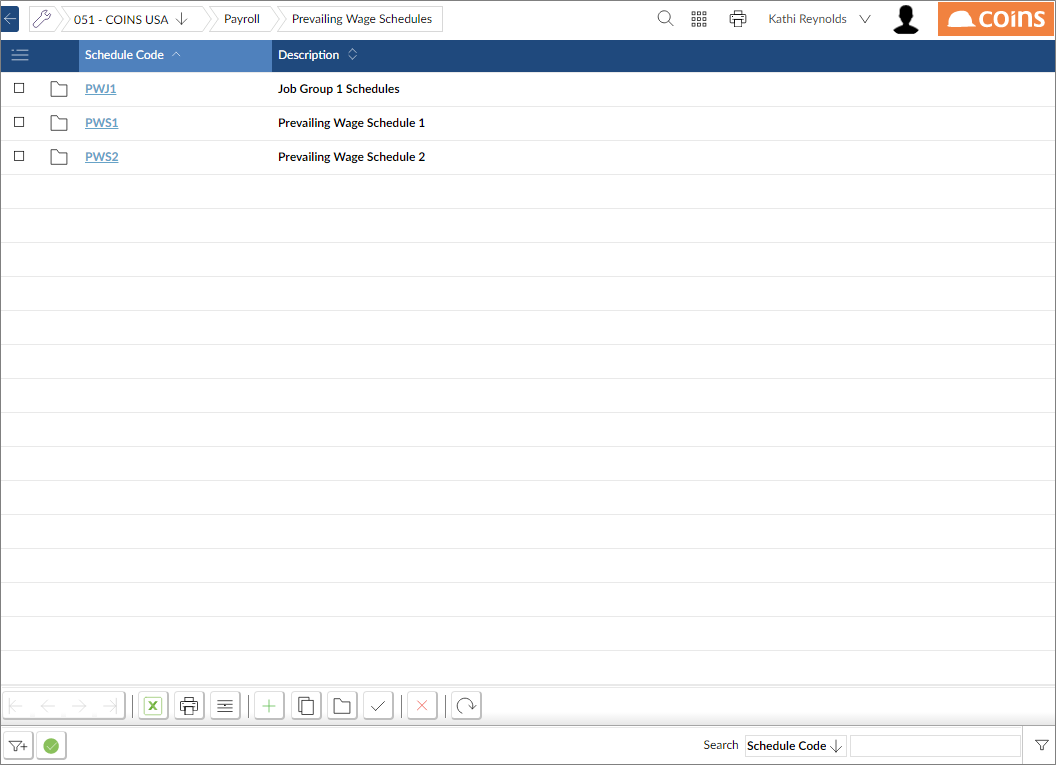 051 - COINS USA Payroll Prevailing Wage Schedules Kathi Reynolds coins
Schedule Code Description
PWJ1 Job Group 1 Schedules
PWS1 Prevailing Wage Schedule 1
PWS2 Prevailing Wage Schedule 2
X
Search Schedule Code